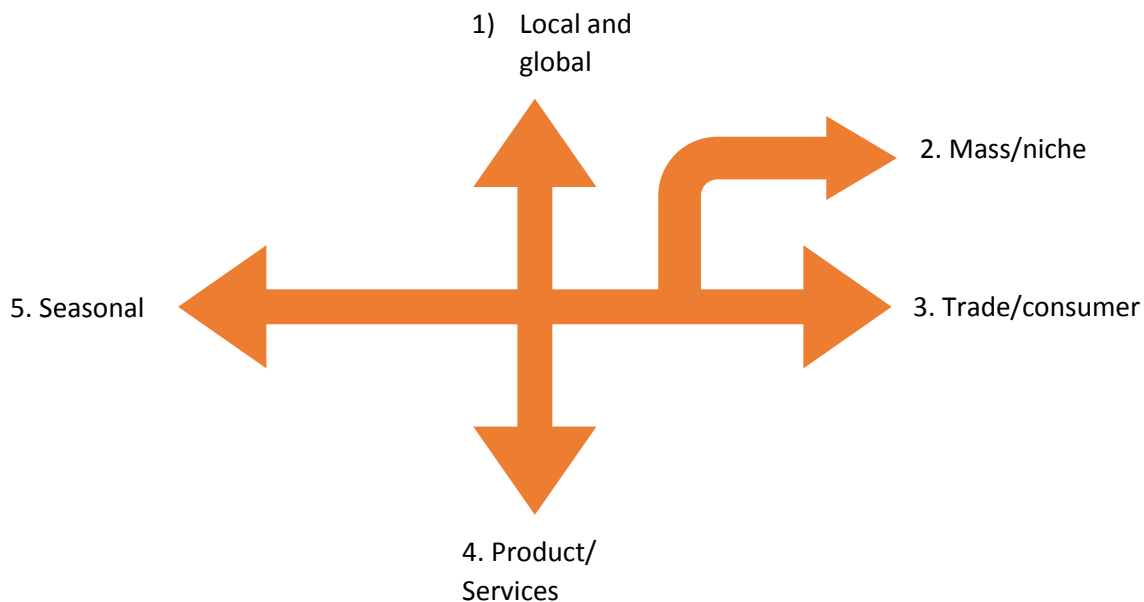 1) Local and
global
2. Mass/niche
5. Seasonal
3. Trade/consumer
4. Product/
Services